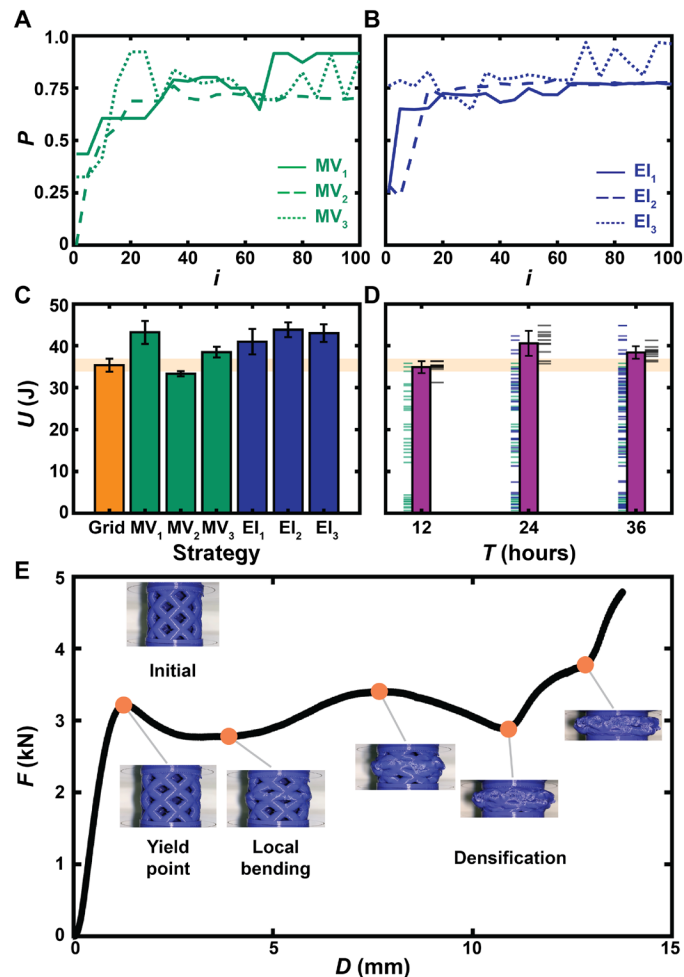 A
B
P
1.0
0.75
0.5
0.25
0
MV1
MV2
MV3
EI1
EI2
EI3
0 20 40 60 80 100
0 20 40 60 80 100
i
i
C
D
U (J)
50
40
30
20
10
0
Grid MV1 MV2 MV3 EI1 EI2 EI3
12 24 36
Strategy
T (hours)
E
F (kN)
5
4
3
2
1
0
Initial
Yield
point
Local
bending
Densification
0 5 10 15
D (mm)